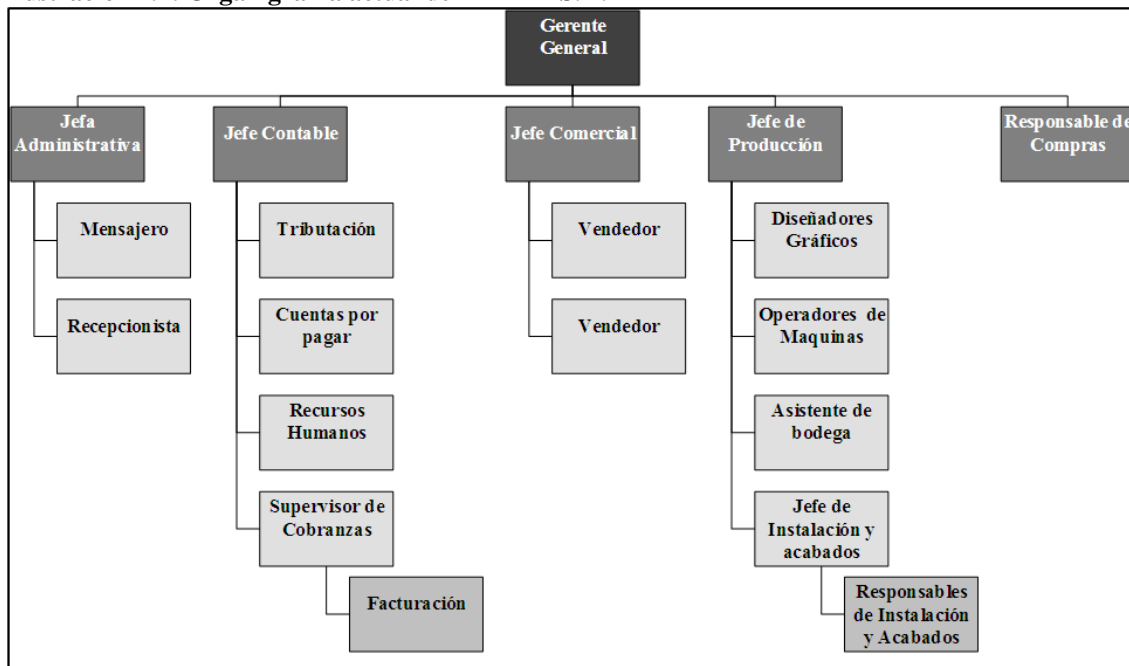 Gerente
General
Jefa
Administrativa
Jefe Contable
Jefe Comercial
Jefe de
Producción
Responsable de
Compras
Mensajero
Tributación
Vendedor
Diseñadores
Gráficos
Recepcionista
Cuentas por
pagar
Vendedor
Operadores de
Maquinas
Recursos
Humanos
Asistente de
bodega
Supervisor de
Cobranzas
Jefe de
Instalación y
acabados
Facturación
Responsables
de Instalación
y Acabados